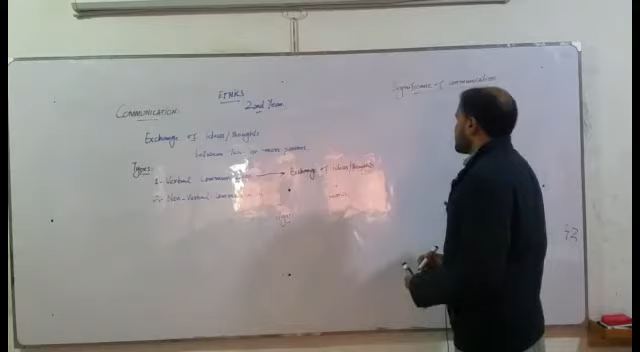 ETHICS
2nd Year
COMMUNICATION:
Exchange of ideas/thoughts
between two or more persons
Types:
1- Verbal → Exchange of ideas/thoughts
2- Non-Verbal
Significance of communication